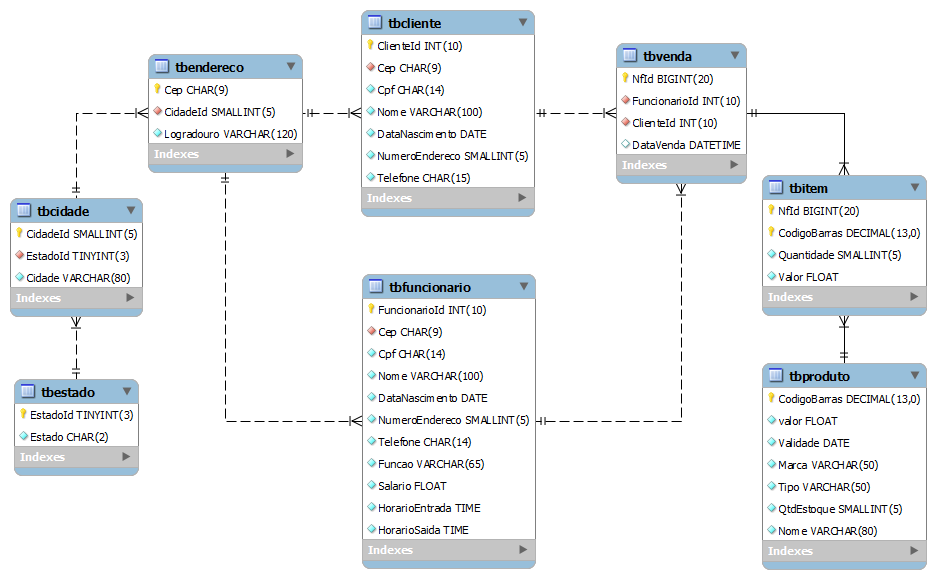 tbendereco
Cep CHAR(9)
CidadeId SMALLINT(5)
Logradouro VARCHAR(120)
Indexes
tbcliente
ClienteId INT(10)
Cep CHAR(9)
Cpf CHAR(14)
Nome VARCHAR(100)
DataNascimento DATE
NumeroEndereco SMALLINT(5)
Telefone CHAR(15)
Indexes
tbvenda
NfId BIGINT(20)
FuncionarioId INT(10)
ClienteId INT(10)
DataVenda DATETIME
Indexes
tbcidade
CidadeId SMALLINT(5)
EstadoId TINYINT(3)
Cidade VARCHAR(80)
Indexes
tbitem
NfId BIGINT(20)
CodigoBarras DECIMAL(13,0)
Quantidade SMALLINT(5)
Valor FLOAT
Indexes
tbestado
EstadoId TINYINT(3)
Estado CHAR(2)
Indexes
tbfuncionario
FuncionarioId INT(10)
Cep CHAR(9)
Cpf CHAR(14)
Nome VARCHAR(100)
DataNascimento DATE
NumeroEndereco SMALLINT(5)
Telefone CHAR(14)
Funcao VARCHAR(65)
Salario FLOAT
HorarioEntrada TIME
HorarioSaida TIME
Indexes
tbproduto
CodigoBarras DECIMAL(13,0)
valor FLOAT
Validade DATE
Marca VARCHAR(50)
Tipo VARCHAR(50)
QtdEstoque SMALLINT(5)
Nome VARCHAR(80)
Indexes